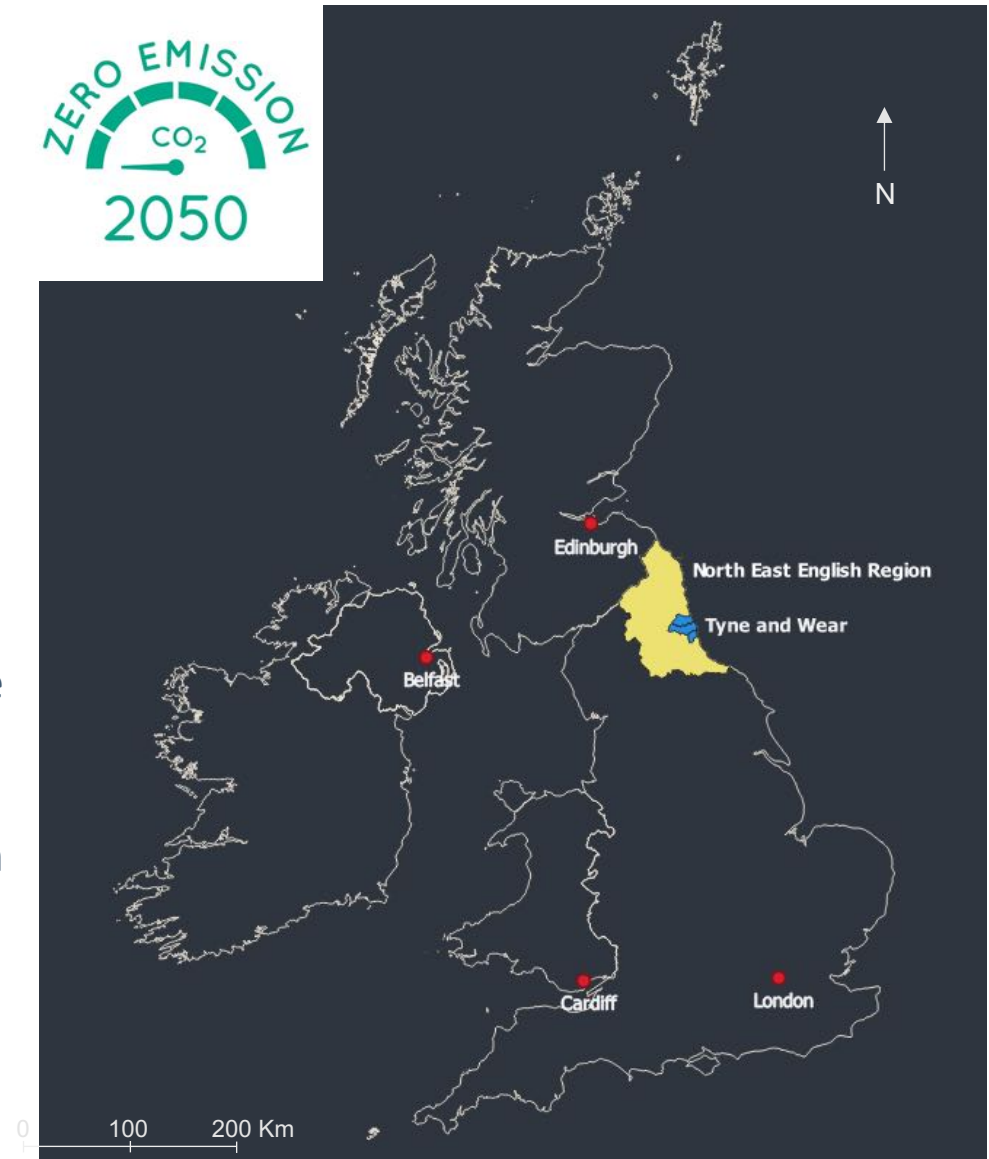 ZERO EMISSION
CO₂
2050
N
Edinburgh
North East English Region
Tyne and Wear
Belfast
Cardiff
London
0 100 200 Km